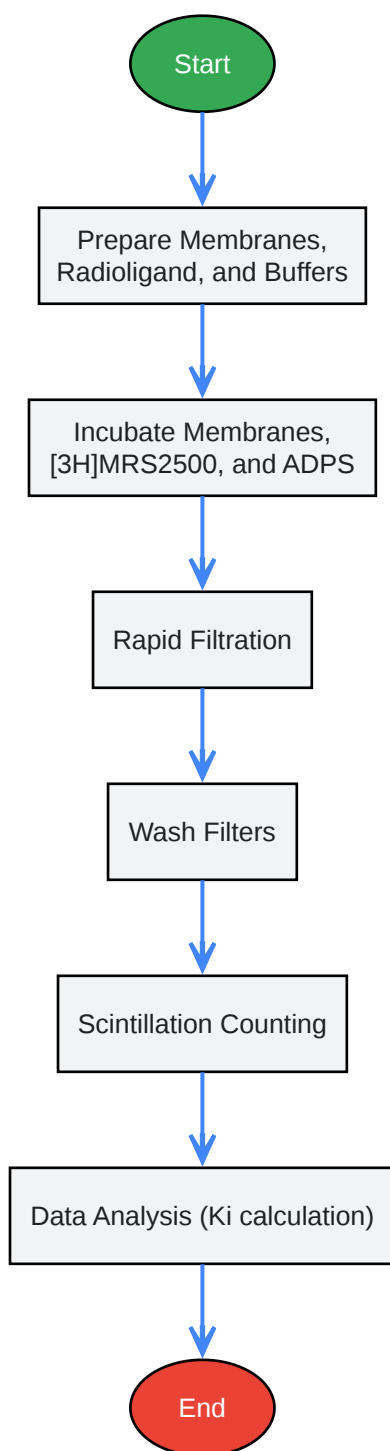 Start
Prepare Membranes,
Radioligand, and Buffers
Incubate Membranes,
[3H]MRS2500, and ADPS
Rapid Filtration
Wash Filters
Scintillation Counting
Data Analysis (Ki calculation)
End